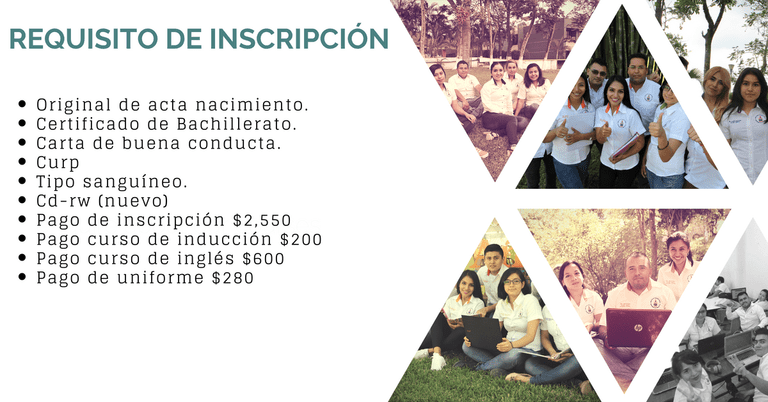 REQUISITO DE INSCRIPCIÓN
Original de acta nacimiento.
Certificado de Bachillerato.
Carta de buena conducta.
Curp
Tipo sanguíneo.
Cd-rw (nuevo)
Pago de inscripción $2,550
Pago curso de inducción $200
Pago curso de inglés $600
Pago de uniforme $280